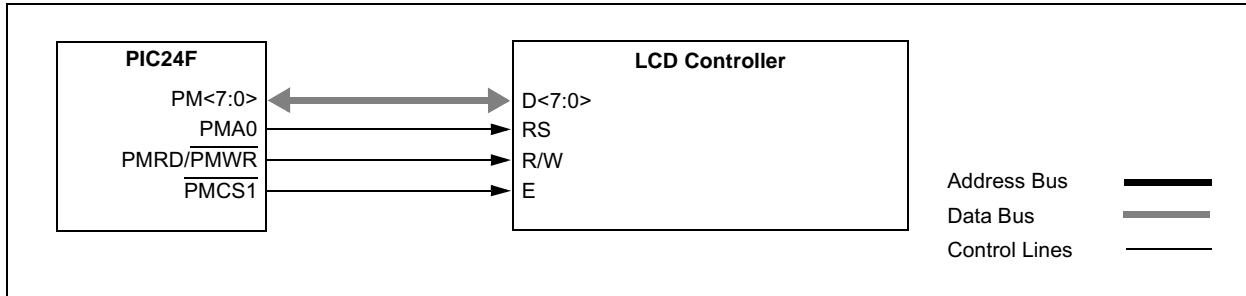 PIC24F
LCD Controller
PM<7:0>
D<7:0>
PMA0
RS
PMRD/PMWR
R/W
PMCS1
E
Address Bus
Data Bus
Control Lines